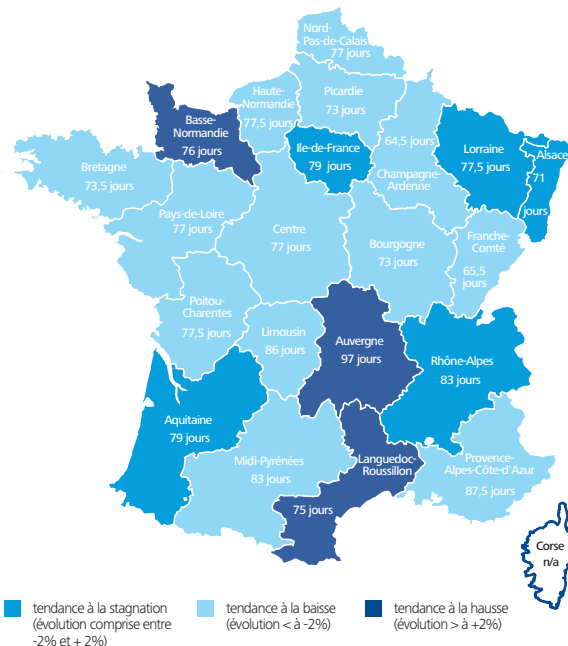 Nord-
Pas-de-Calais
77 jours
Haute-
Normandie
77,5 jours
Picardie
73 jours
Basse-
Normandie
76 jours
Ile-de-France
79 jours
64,5 jours
Champagne-
Ardenne
Lorraine
77,5 jours
Alsace
71
jours
Bretagne
73,5 jours
Pays-de-Loire
77 jours
Centre
77 jours
Bourgogne
73 jours
Franche-
Comté
65,5
jours
Poitou-
Charentes
77,5 jours
Limousin
86 jours
Auvergne
97 jours
Rhône-Alpes
83 jours
Aquitaine
79 jours
Midi-Pyrénées
83 jours
Languedoc-
Roussillon
75 jours
Provence-
Alpes-Côte-d'Azur
87,5 jours
Corse
n/a
tendance à la stagnation
(évolution comprise entre
-2% et + 2%)
tendance à la baisse
(évolution < à -2%)
tendance à la hausse
(évolution > à +2%)